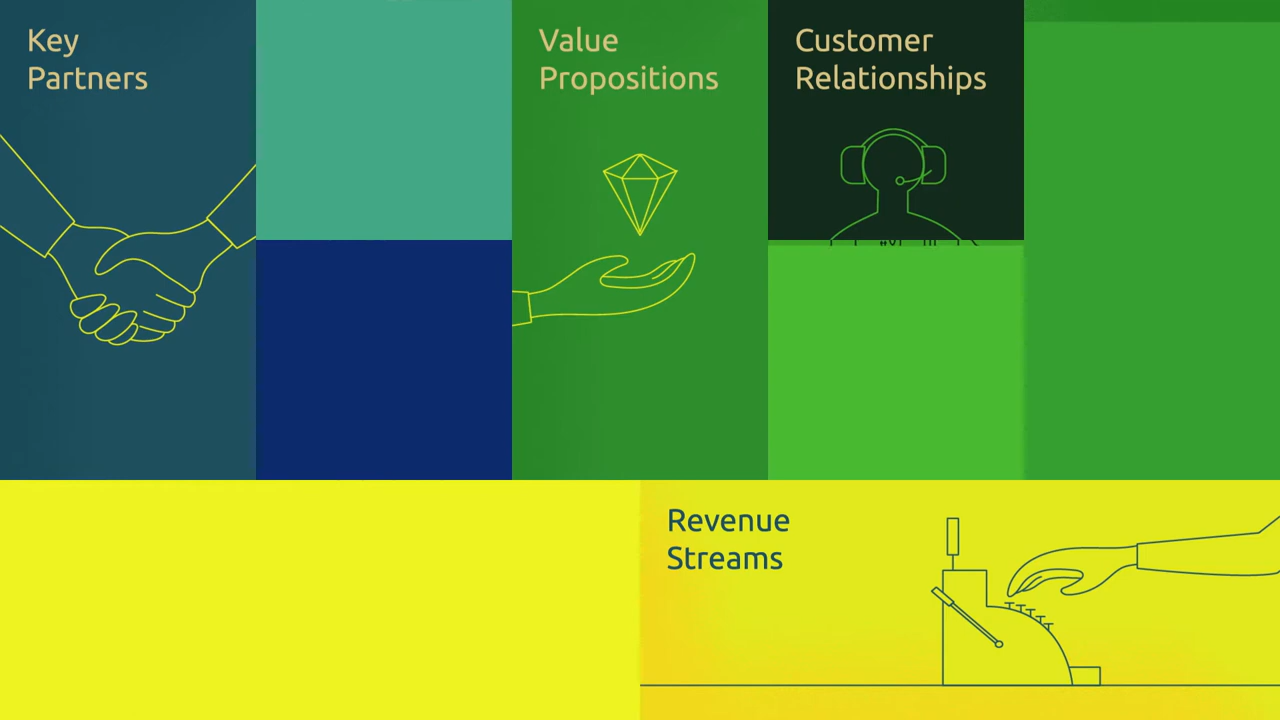 Key
Partners
Value
Propositions
Customer
Relationships
Revenue
Streams